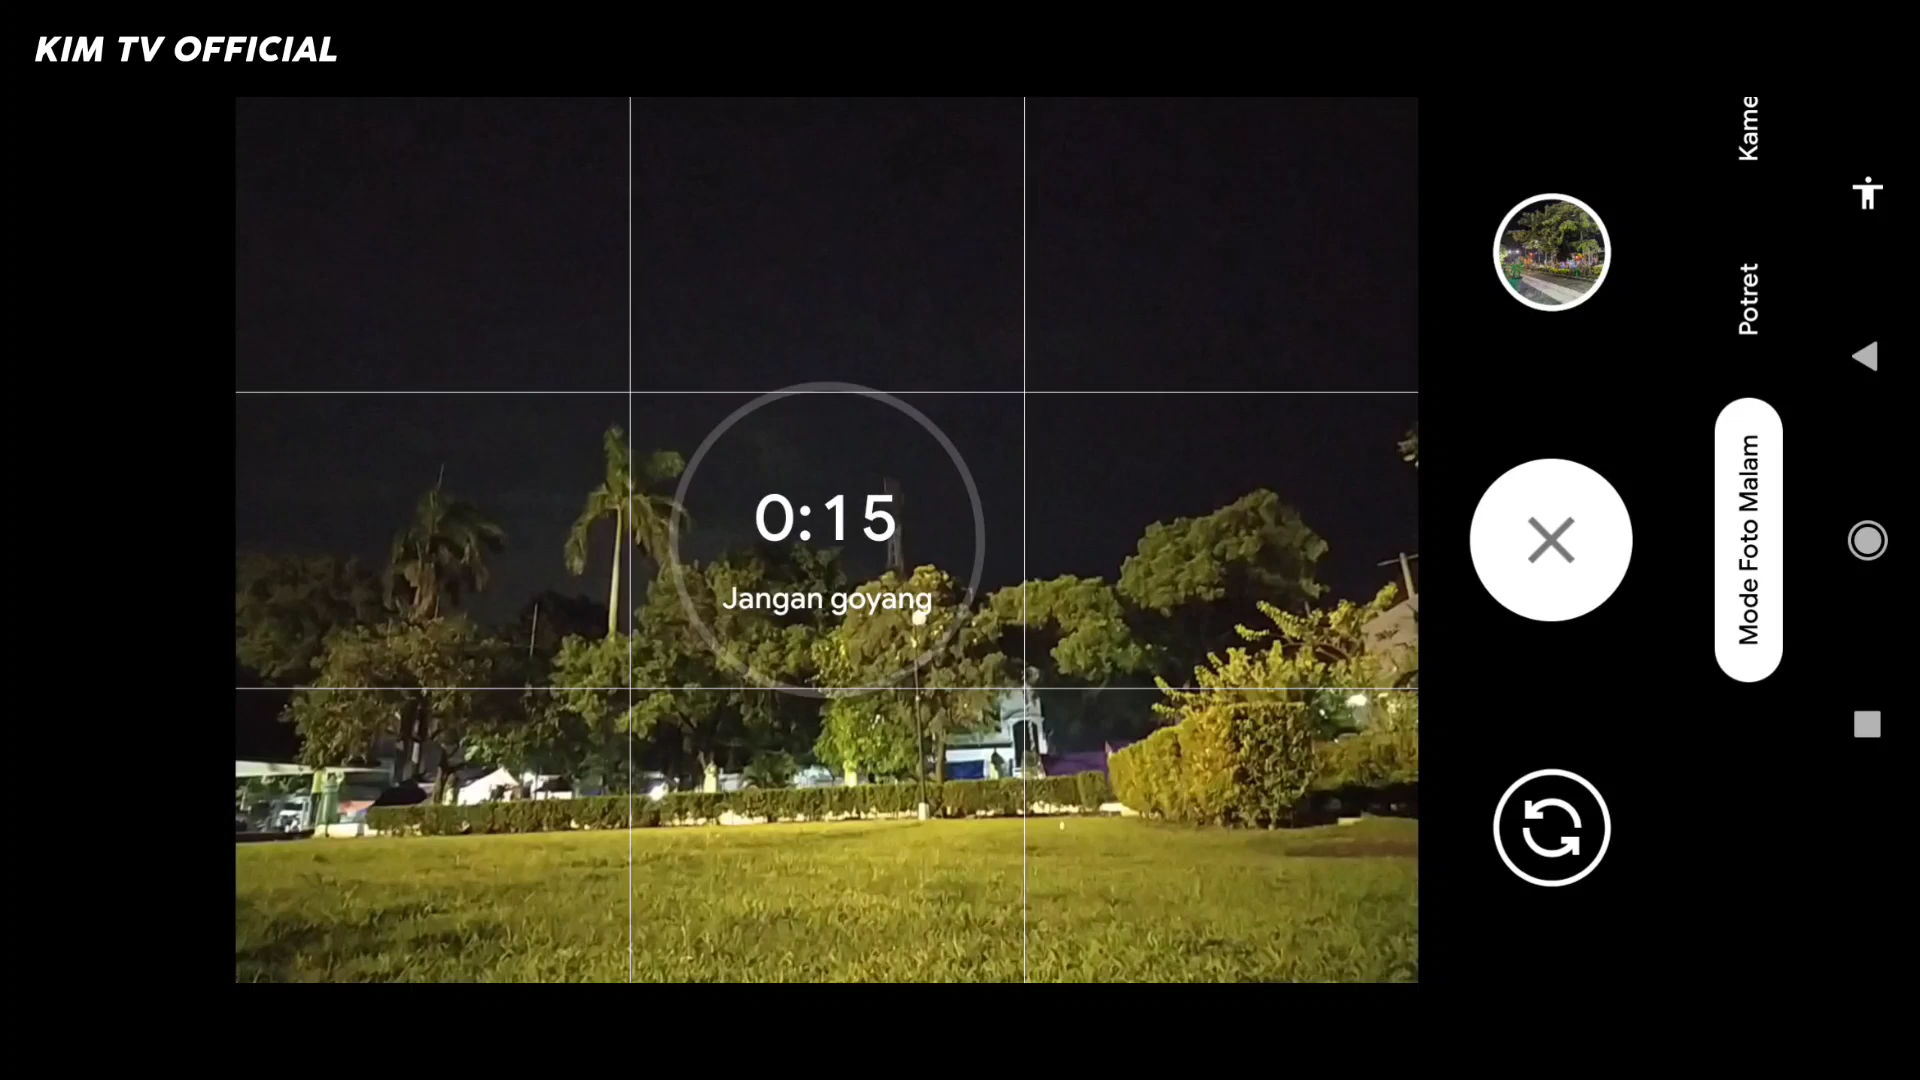 KIM TV OFFICIAL
0:15
Jangan goyang
Kame
Potret
Mode Foto Malam